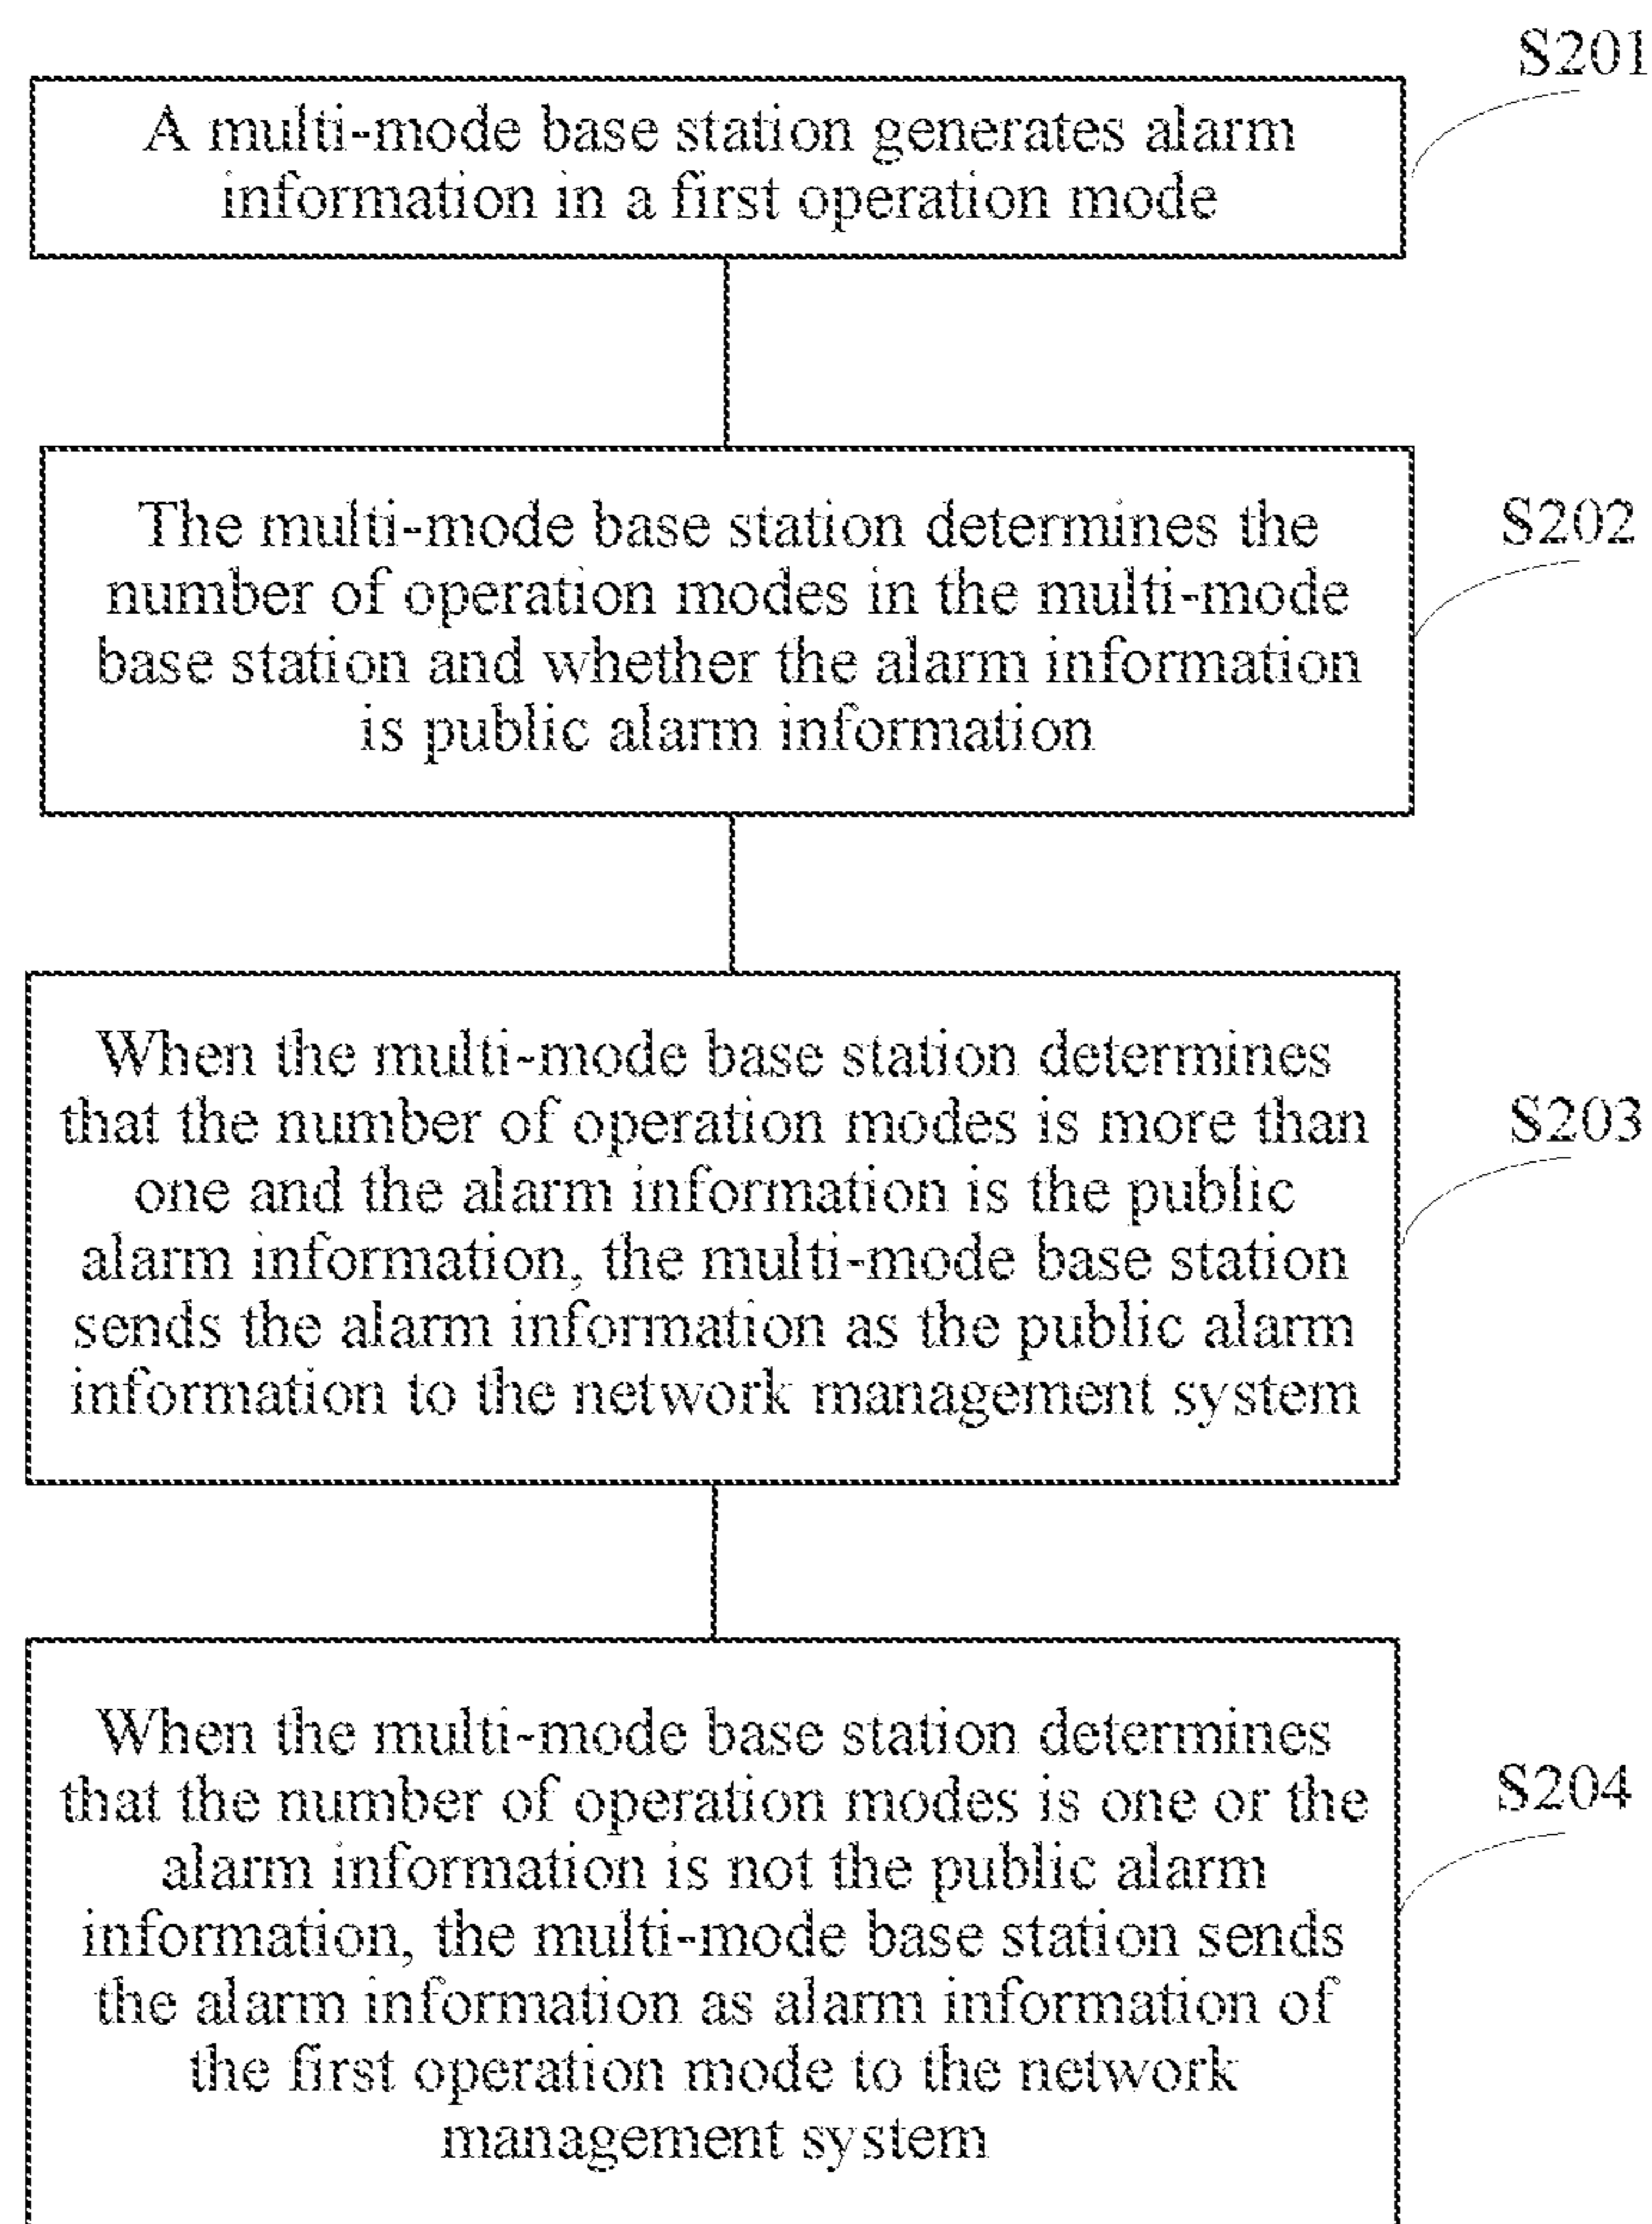 S201
A multi-mode base station generates alarm
information in a first operation mode
The multi-mode base station determines the
number of operation modes in the multi-mode
base station and whether the alarm information
is public alarm information
S202
When the multi-mode base station determines
that the number of operation modes is more than
one and the alarm information is the public
alarm information, the multi-mode base station
sends the alarm information as the public alarm
information to the network management system
S203
When the multi-mode base station determines
that the number of operation modes is one or the
alarm information is not the public alarm
information, the multi-mode base station sends
the alarm information as alarm information of
the first operation mode to the network
management system
S204